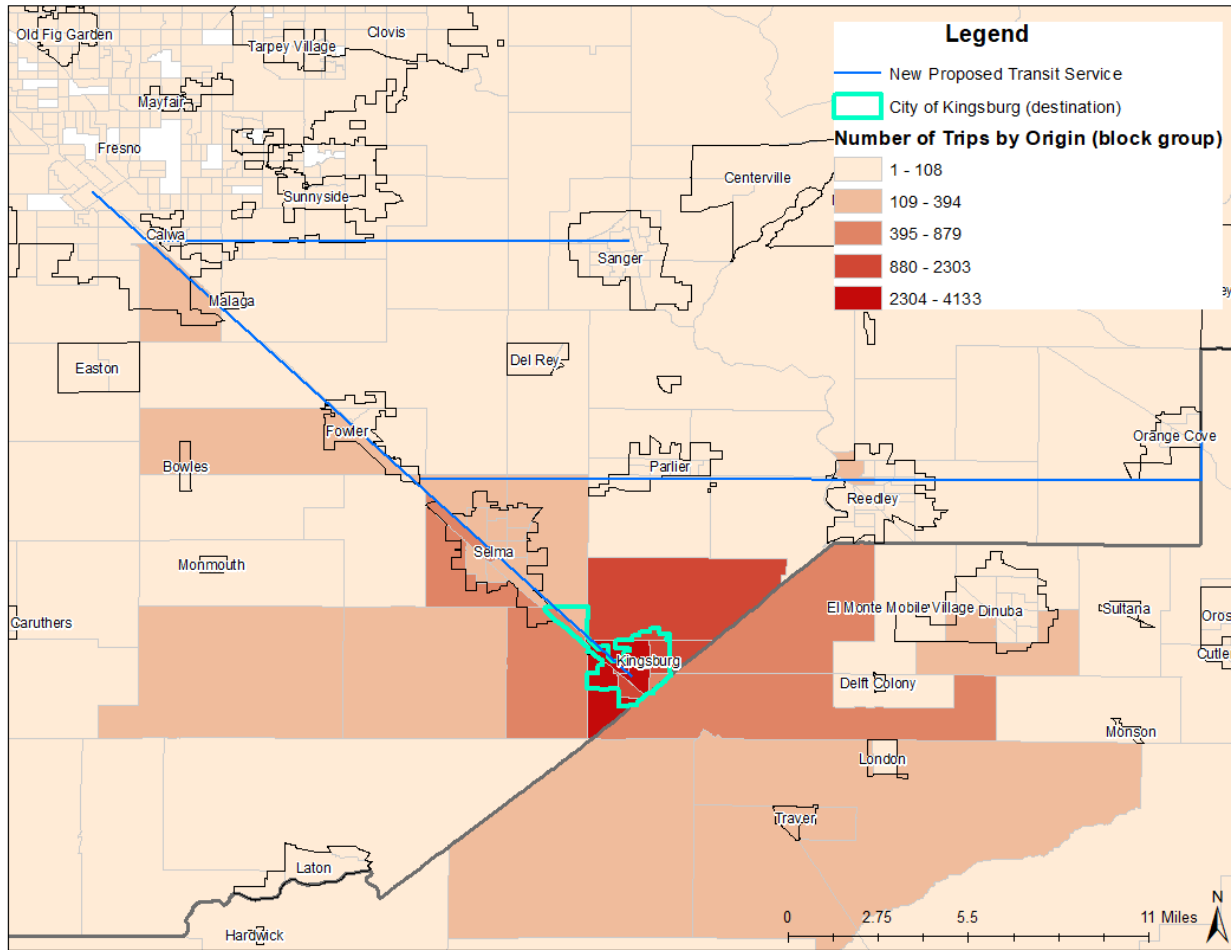 Old Fig Garden
Tarpey Village
Clovis
Mayfair
Fresno
Sunnyside
Calwa
Malaga
Sanger
Centerville
Easton
Del Rey
Fowler
Bowles
Parlier
Reedley
Orange Cove
Selma
Monmouth
Caruthers
El Monte Mobile Village
Dinuba
Sultana
Oros
Cutler
Kingsburg
Delft Colony
Monson
London
Traver
Laton
Hardwick
Legend
New Proposed Transit Service
City of Kingsburg (destination)
Number of Trips by Origin (block group)
1 - 108
109 - 394
395 - 879
880 - 2303
2304 - 4133
0 2.75 5.5 11 Miles
N